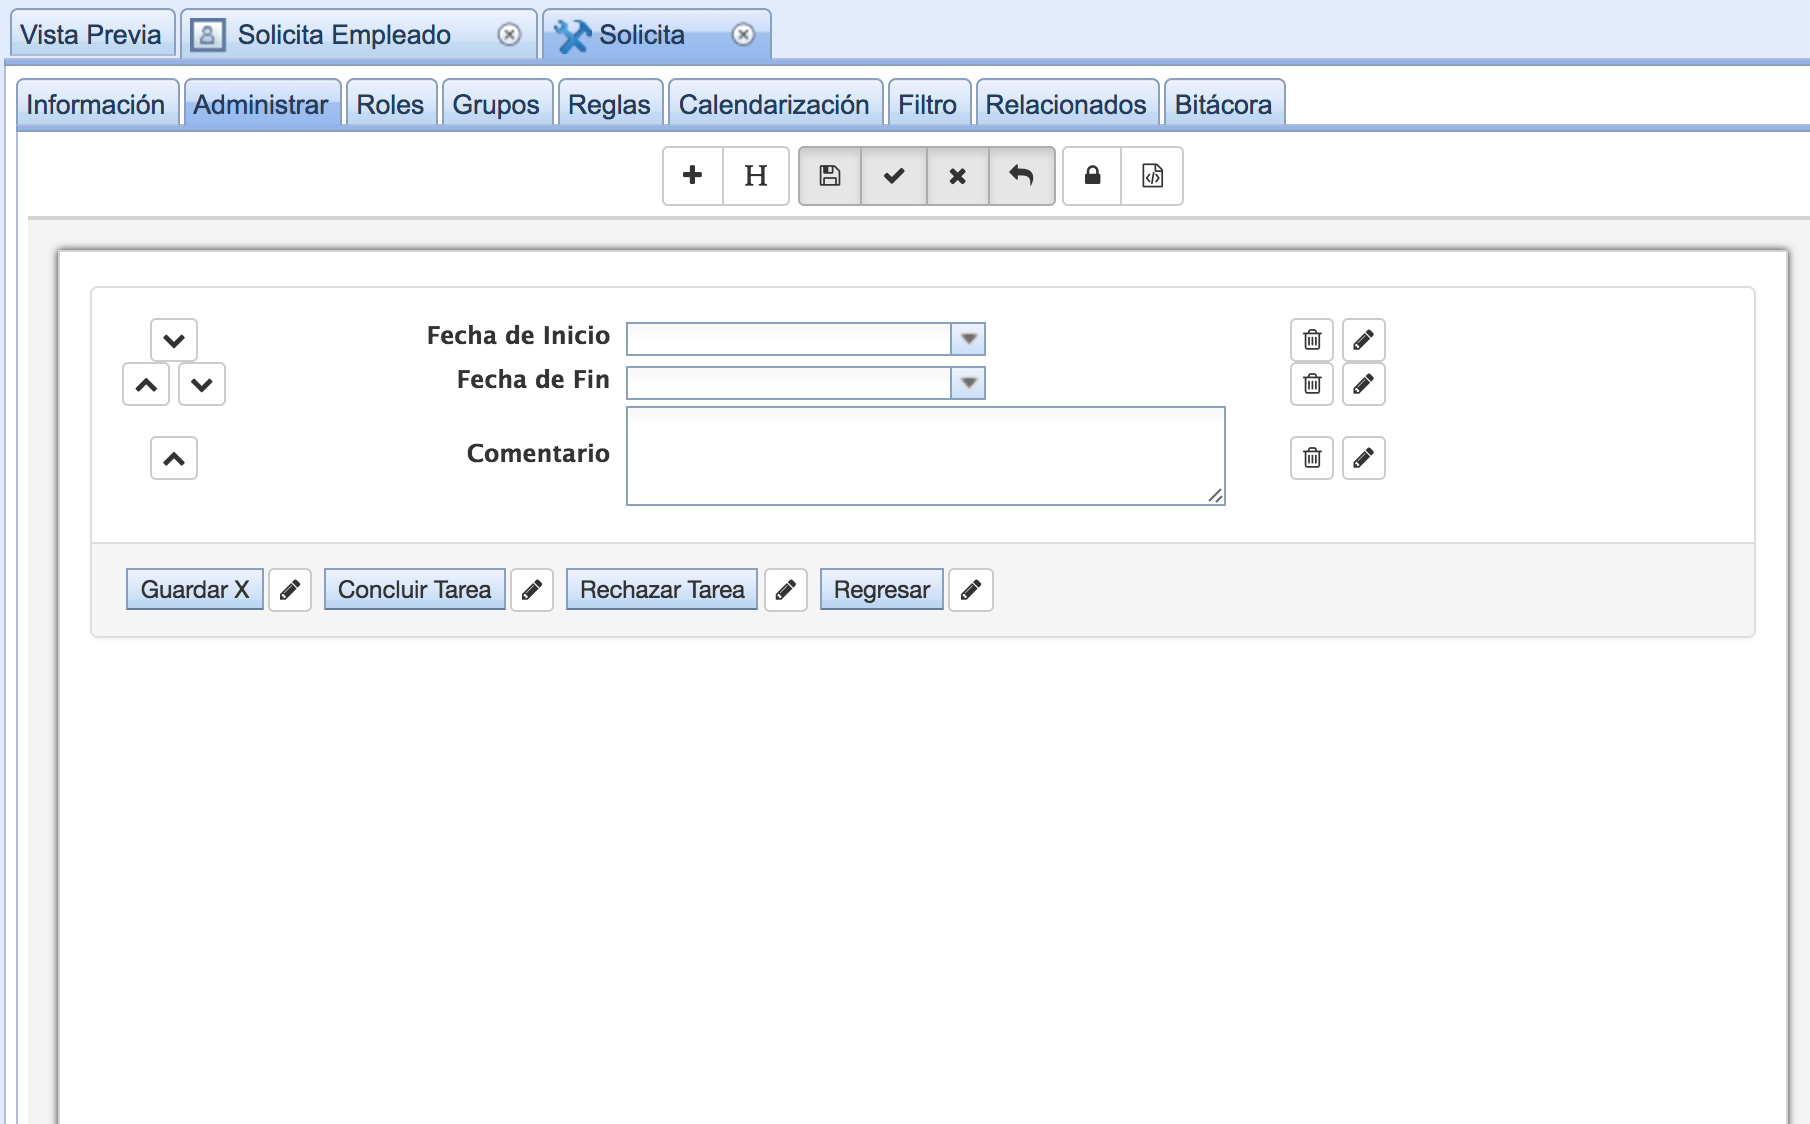 Vista Previa Solicita Empleado Solicita
Información Administrar Roles Grupos Reglas Calendarización Filtro Relacionados Bitácora
H
Fecha de Inicio
Fecha de Fin
Comentario
Guardar X Concluir Tarea Rechazar Tarea Regresar